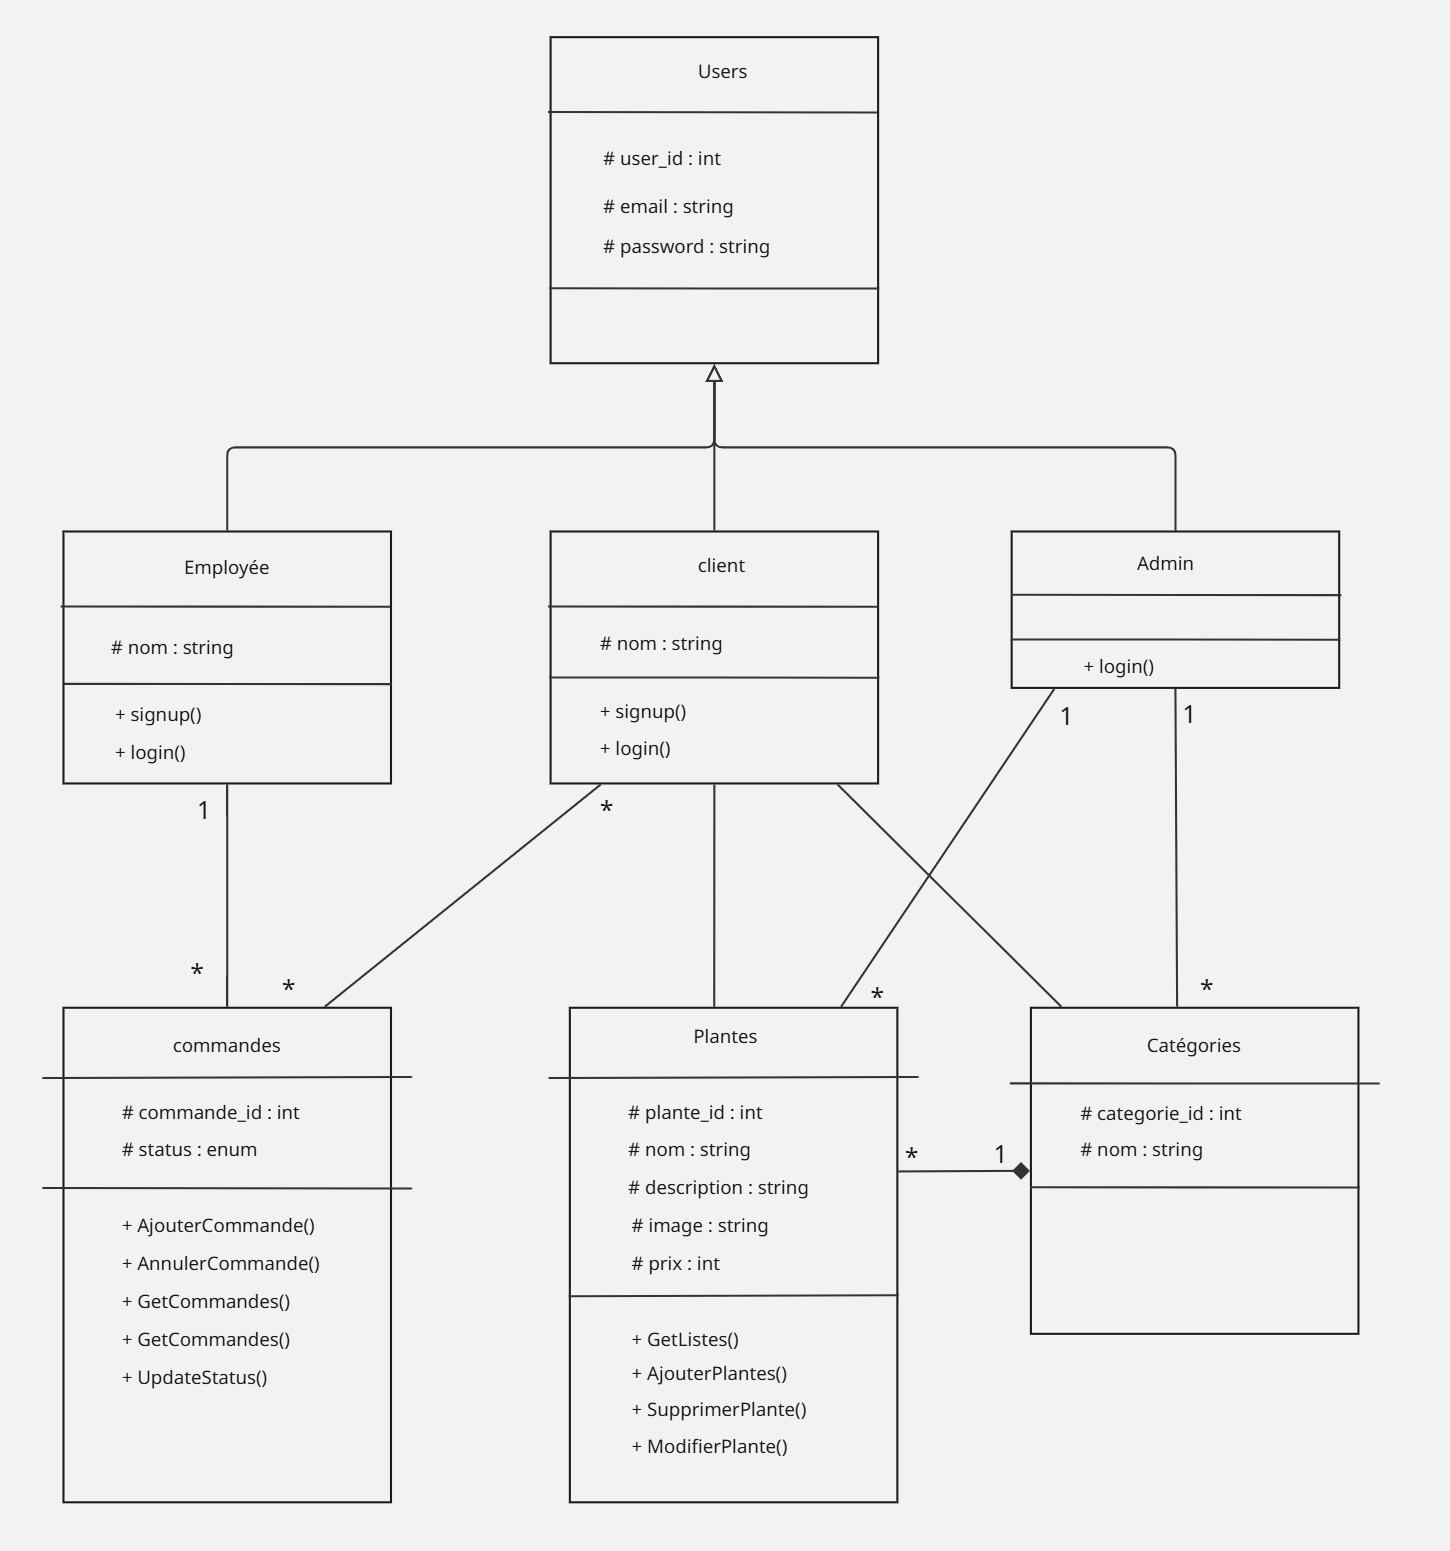 Users
# user_id : int
# email : string
# password : string
Employée
# nom : string
+ signup()
+ login()
client
# nom : string
+ signup()
+ login()
Admin
+ login()
1
*
*
*
1
*
1
*
commandes
# commande_id : int
# status : enum
+ AjouterCommande()
+ AnnulerCommande()
+ GetCommandes()
+ GetCommandes()
+ UpdateStatus()
Plantes
# plante_id : int
# nom : string
# description : string
# image : string
# prix : int
+ GetListes()
+ AjouterPlantes()
+ SupprimerPlante()
+ ModifierPlante()
*
1
Catégories
# categorie_id : int
# nom : string